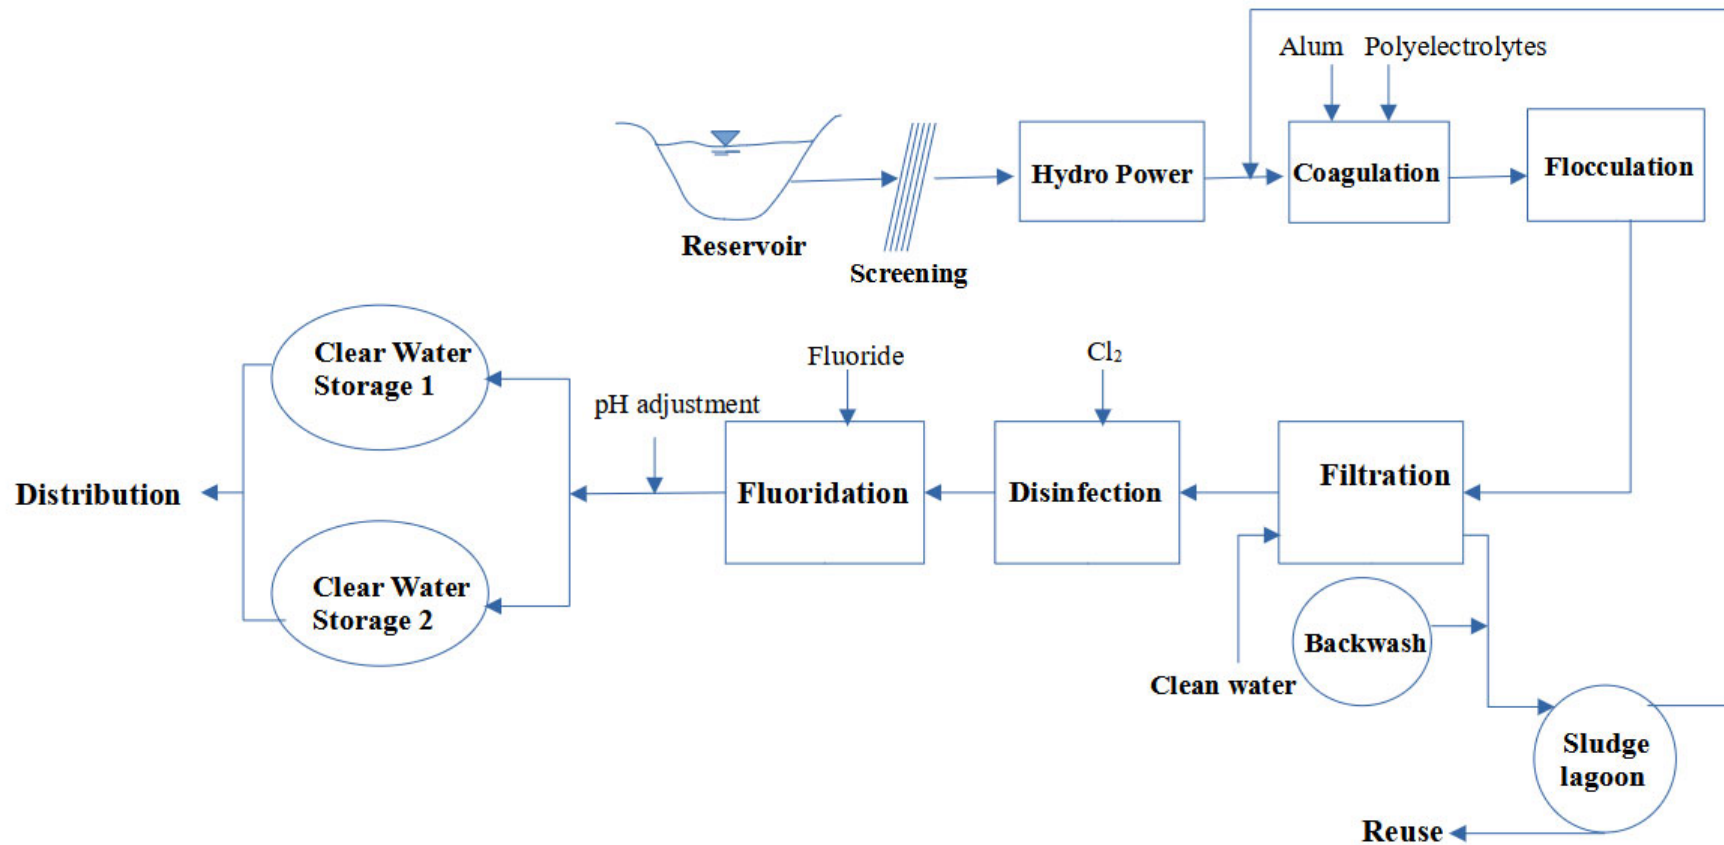 Alum
Polyelectrolytes
Hydro Power
Coagulation
Flocculation
Reservoir
Screening
Clear Water
Storage 1
Fluoride
Cl₂
pH adjustment
Distribution
Fluoridation
Disinfection
Filtration
Clear Water
Storage 2
Backwash
Clean water
Sludge
lagoon
Reuse